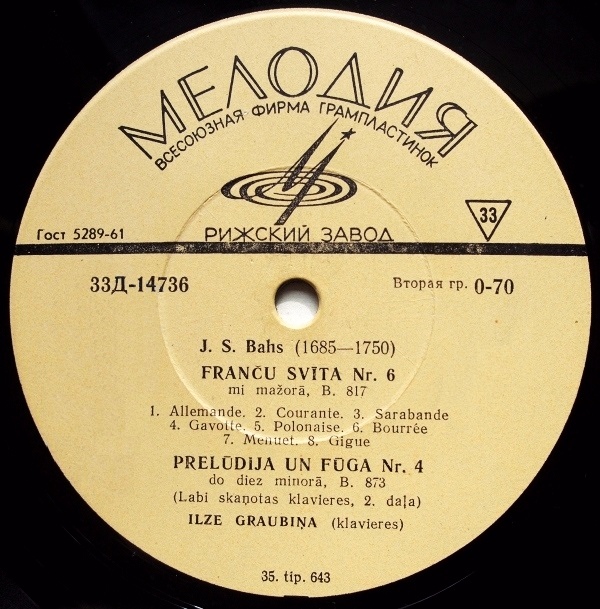 МЕЛОДИЯ
ВСЕСОЮЗНАЯ ФИРМА ГРАМПЛАСТИНОК
33
Гост 5289-61
РИЖСКИЙ ЗАВОД
33Д-14736
Вторая гр. 0-70
J. S. Bahs (1685—1750)
FRANČU SVĪTA Nr. 6
mi mažorā, B. 817
1. Allemande. 2. Courante. 3. Sarabande
4. Gavotte. 5. Polonaise. 6. Bourrée
7. Menuet. 8. Gigue
PRELŪDIJA UN FŪGA Nr. 4
do diez minorā, B. 873
(Labi skaņotas klavieres, 2. daļa)
ILZE GRAUBIŅA (klavieres)
35. tip. 643